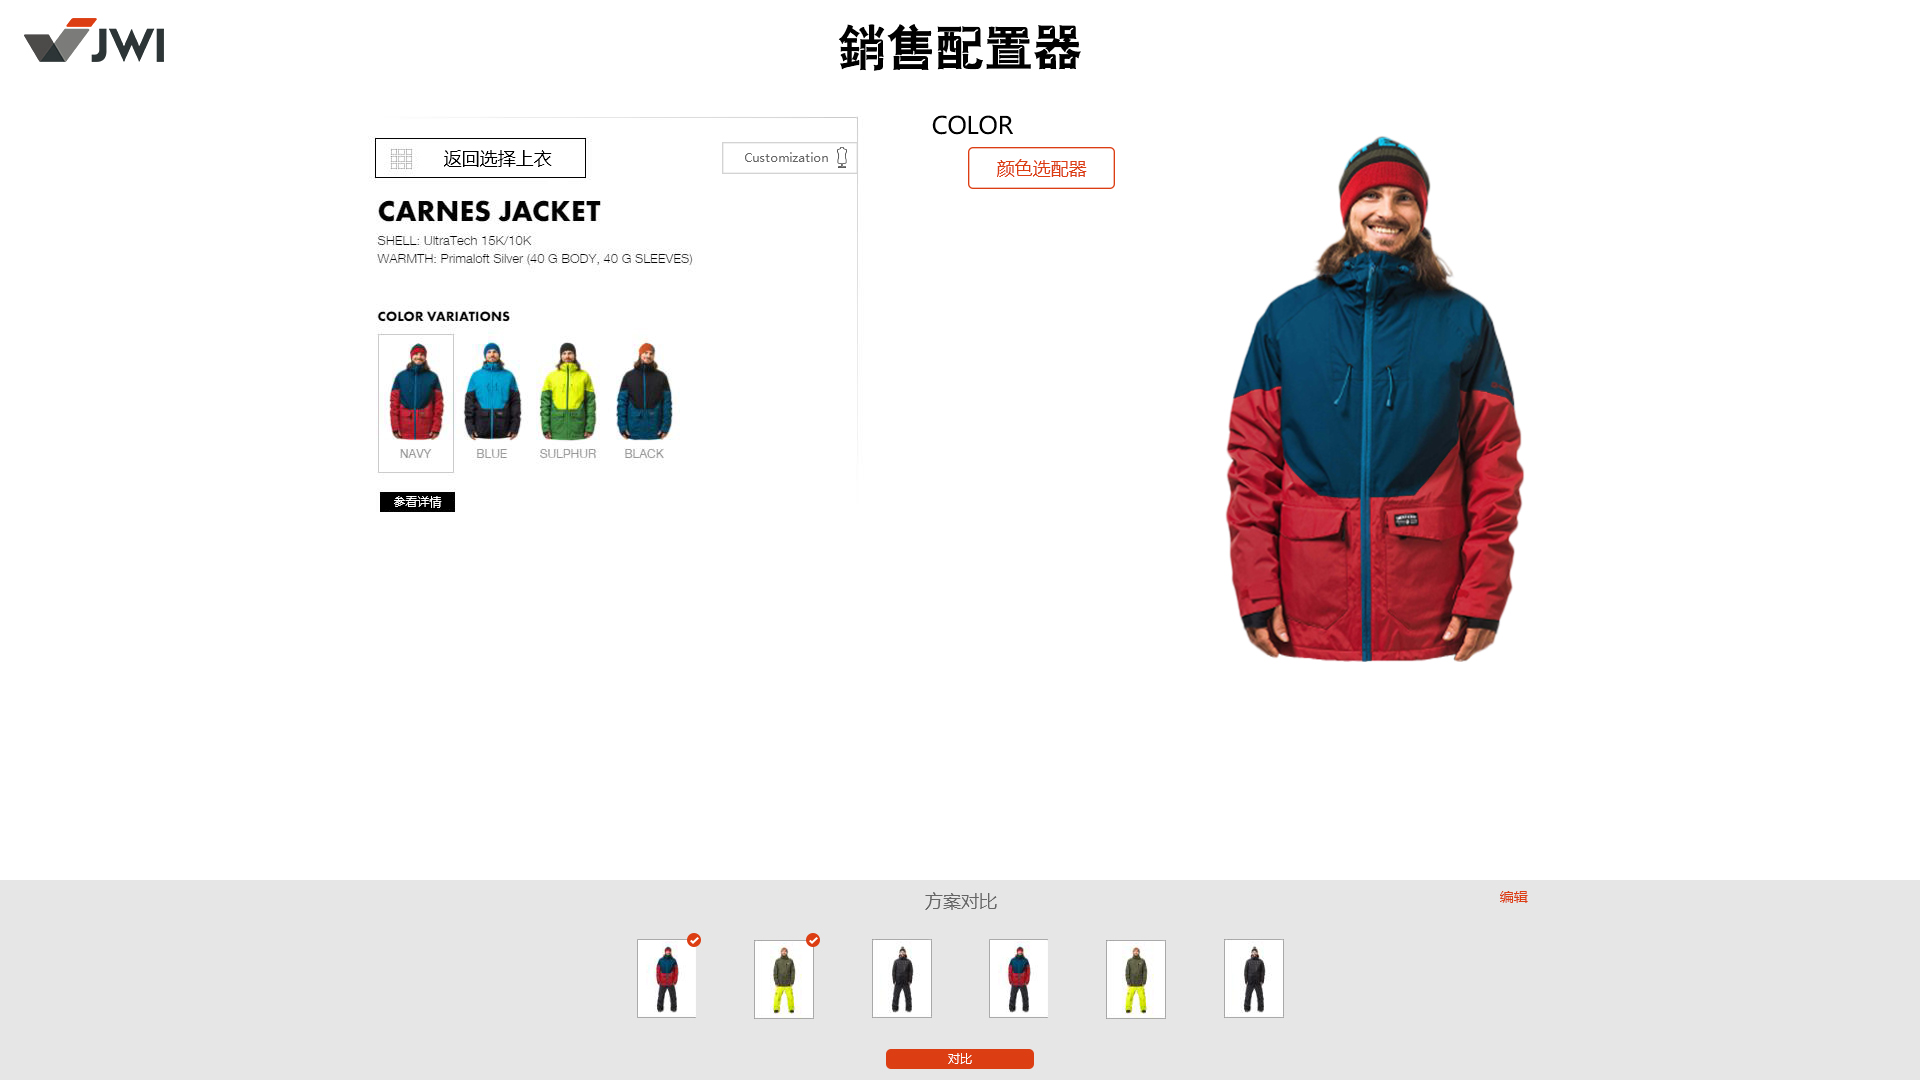 JWI
銷售配置器
返回选择上衣
Customization
CARNES JACKET
SHELL: UltraTech 15K/10K
WARMTH: Primaloft Silver (40 G BODY, 40 G SLEEVES)
COLOR VARIATIONS
NAVY
BLUE
SULPHUR
BLACK
参看详情
COLOR
颜色选配器
方案对比
编辑
对比